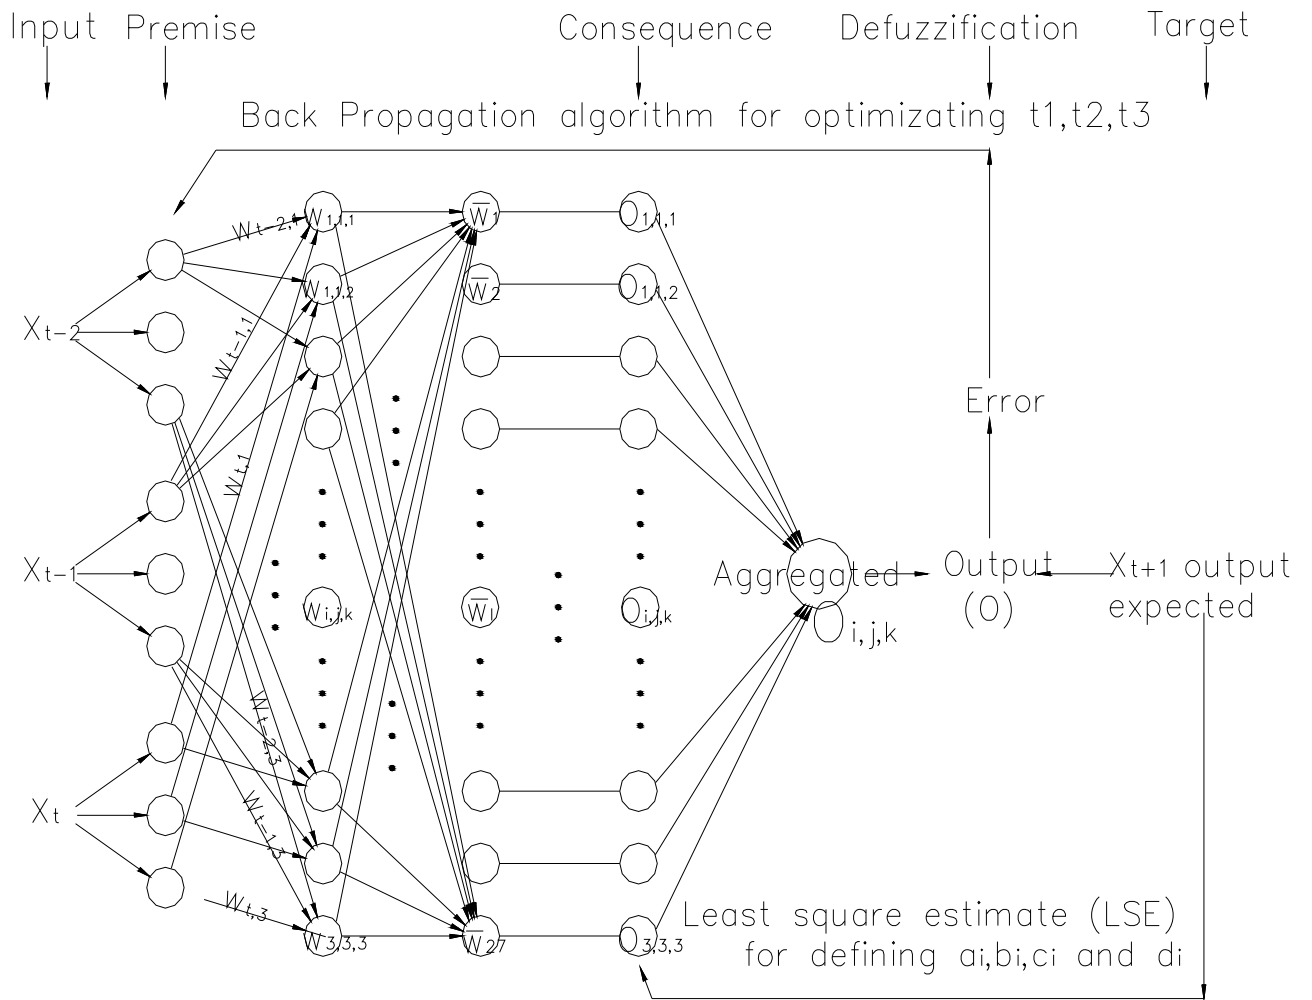 Input Premise Consequence Defuzzification Target
Back Propagation algorithm for optimizating t1,t2,t3
Wt-2,1 W1,1,1 W̅1 O1,1,1
W1,1,2 W̅2 O1,1,2
Xt-2
Wt-1,1
Error
Wt,1
Xt-1 Aggregated Output Xt+1 output
(O) expected
Wi,j,k W̅l Oi,j,k
Oi,j,k
Wt-2,3
Xt
Wt-1,3
Wt,3 W3,3,3 W̅27 O3,3,3
Least square estimate (LSE)
for defining ai,bi,ci and di